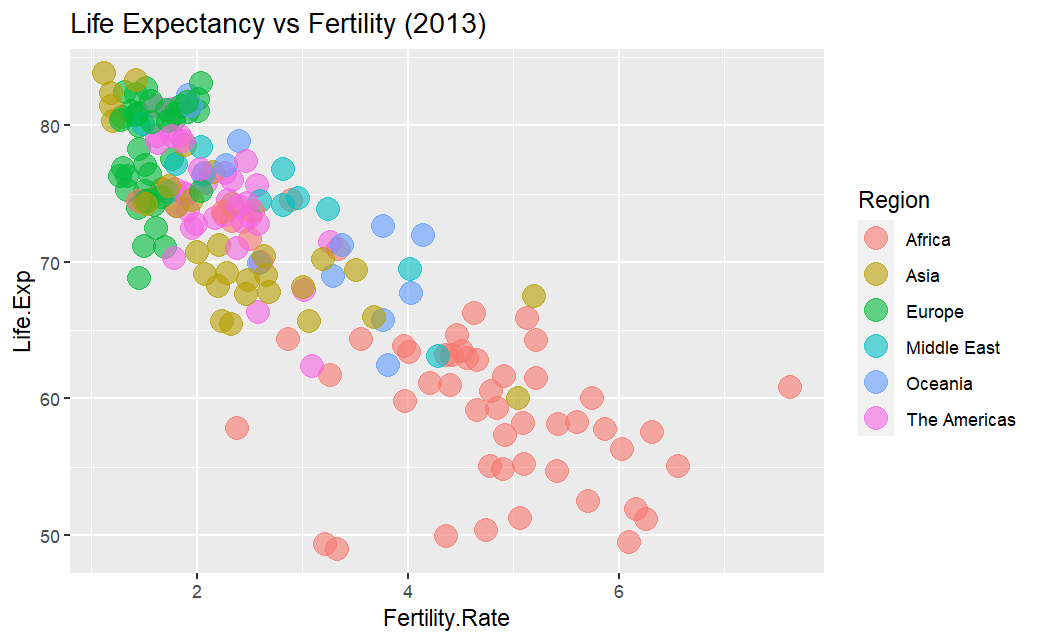 Life Expectancy vs Fertility (2013)
80
70
60
50
Life.Exp
2
4
6
Fertility.Rate
Region
Africa
Asia
Europe
Middle East
Oceania
The Americas